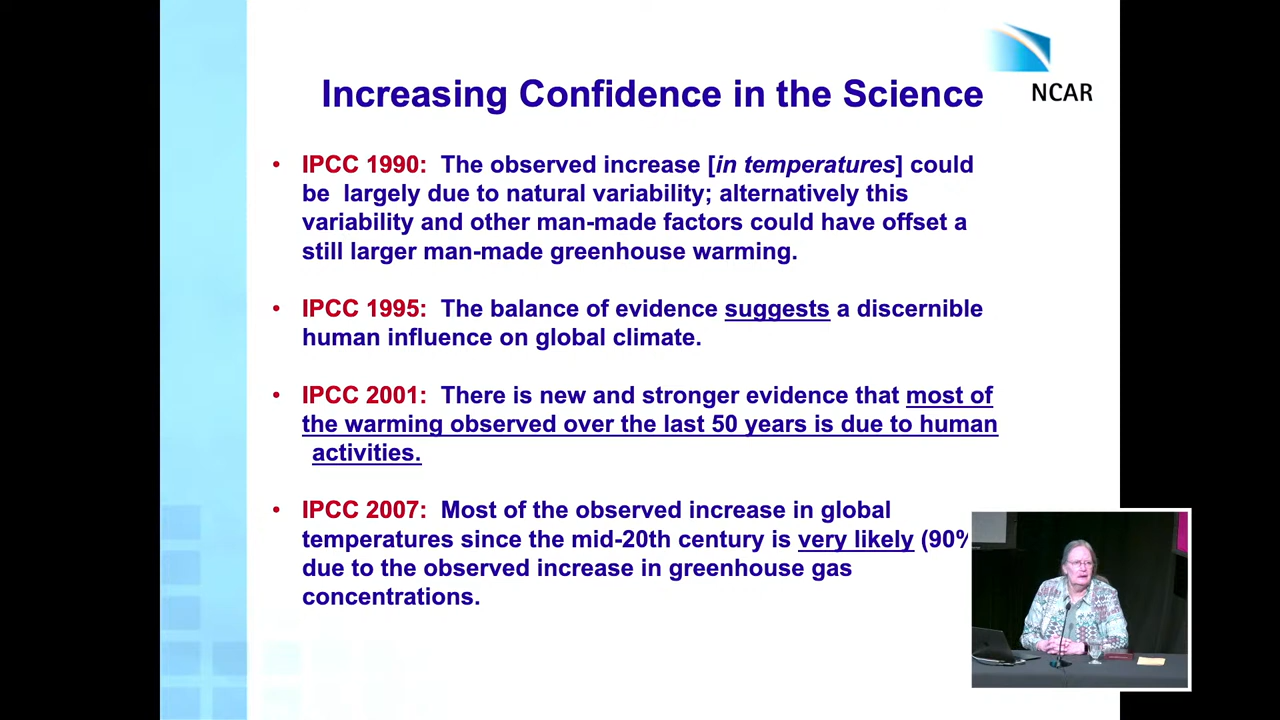 NCAR
Increasing Confidence in the Science
• IPCC 1990: The observed increase [in temperatures] could
be largely due to natural variability; alternatively this
variability and other man-made factors could have offset a
still larger man-made greenhouse warming.
• IPCC 1995: The balance of evidence suggests a discernible
human influence on global climate.
• IPCC 2001: There is new and stronger evidence that most of
the warming observed over the last 50 years is due to human
activities.
• IPCC 2007: Most of the observed increase in global
temperatures since the mid-20th century is very likely (90%
due to the observed increase in greenhouse gas
concentrations.